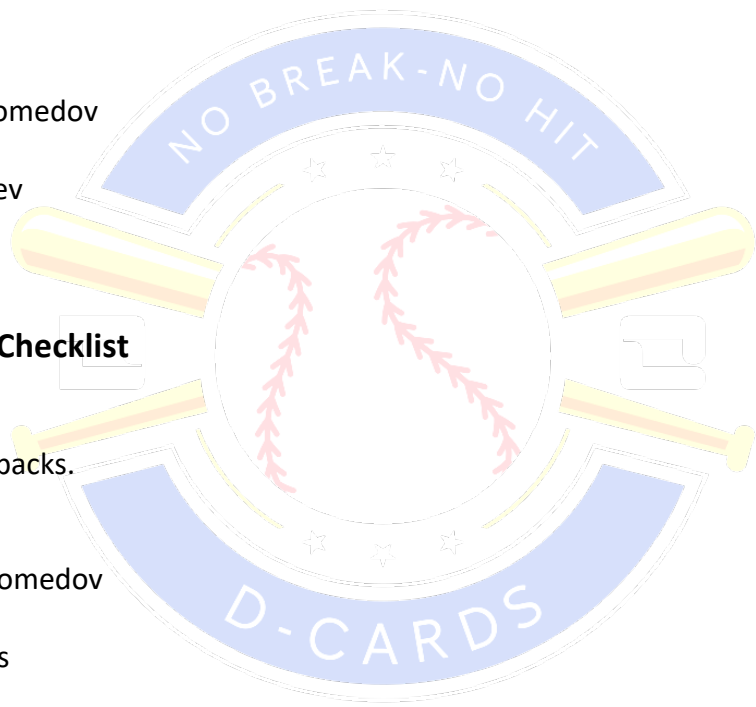 NO BREAK-NO HIT
omedov
ev
Checklist
packs.
omedov
s
D-CARDS